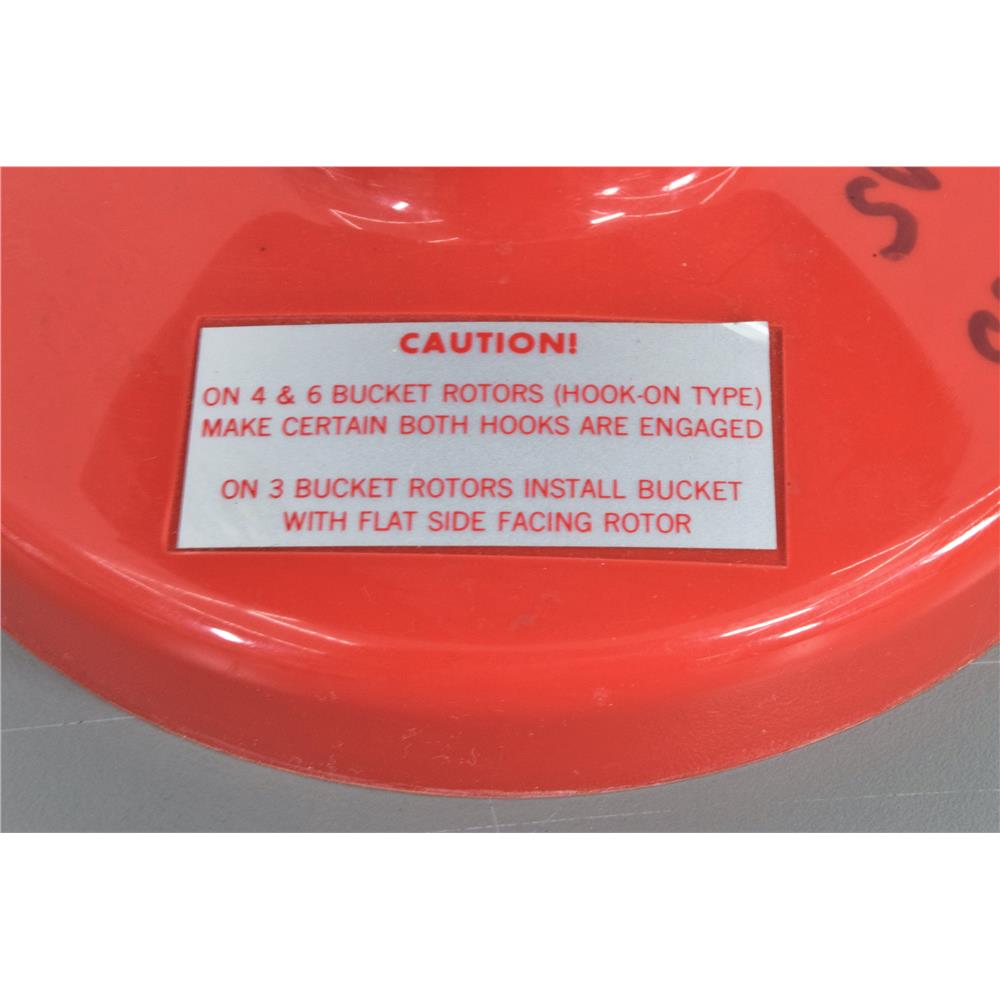 CAUTION!
ON 4 & 6 BUCKET ROTORS (HOOK-ON TYPE)
MAKE CERTAIN BOTH HOOKS ARE ENGAGED
ON 3 BUCKET ROTORS INSTALL BUCKET
WITH FLAT SIDE FACING ROTOR